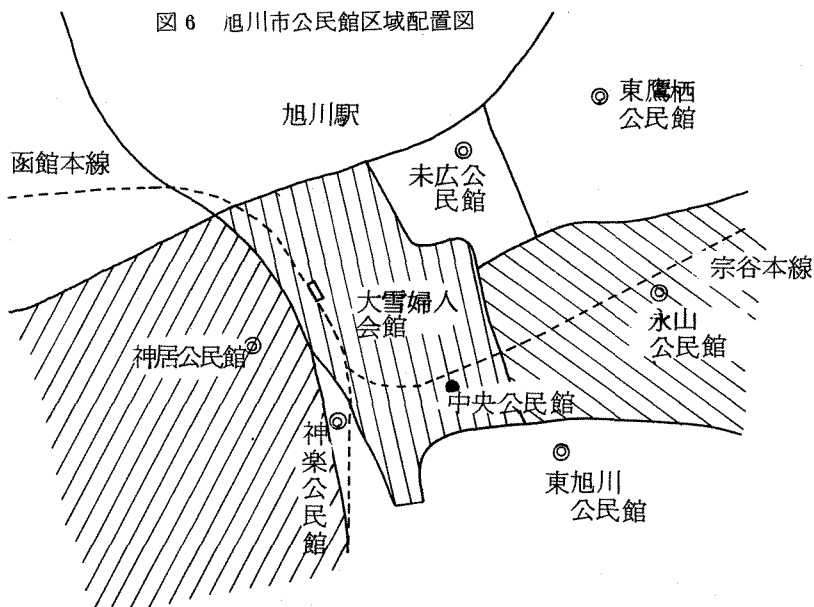 図6 旭川市公民館区域配置図
旭川駅
東鷹栖
公民館
函館本線
末広公
民館
宗谷本線
大雪婦人
会館
永山
公民館
神居公民館
中央公民館
神楽公民館
東旭川
公民館